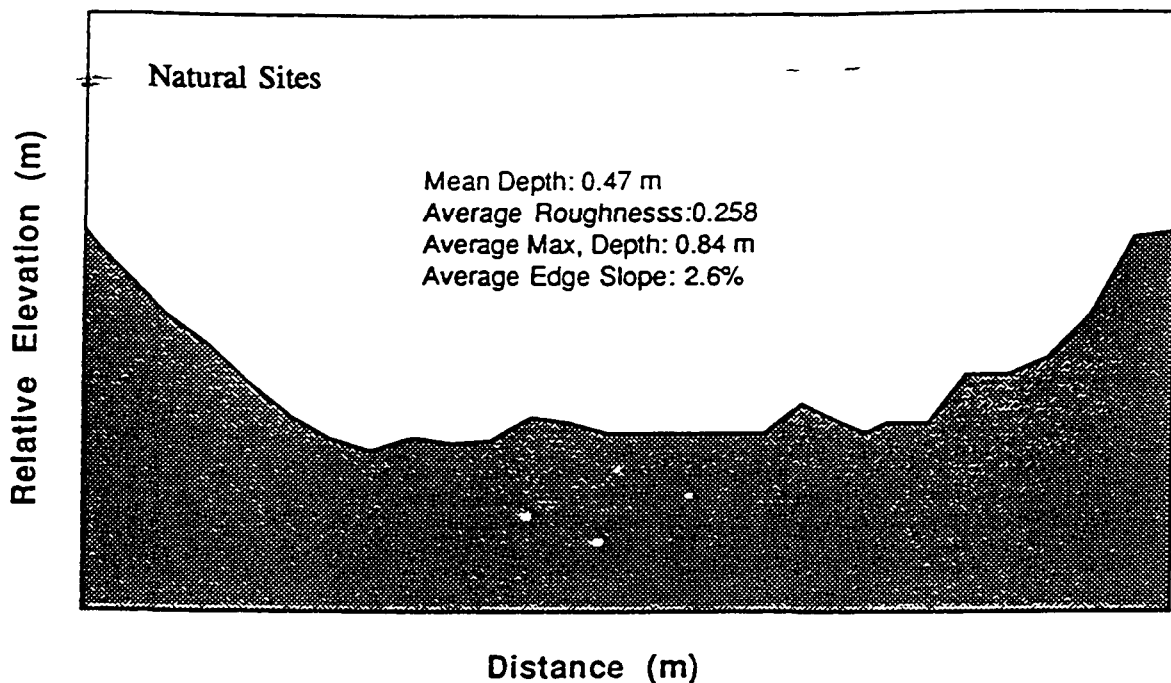 Natural Sites
Mean Depth: 0.47 m
Average Roughnesss:0.258
Average Max, Depth: 0.84 m
Average Edge Slope: 2.6%
Relative Elevation (m)
Distance (m)